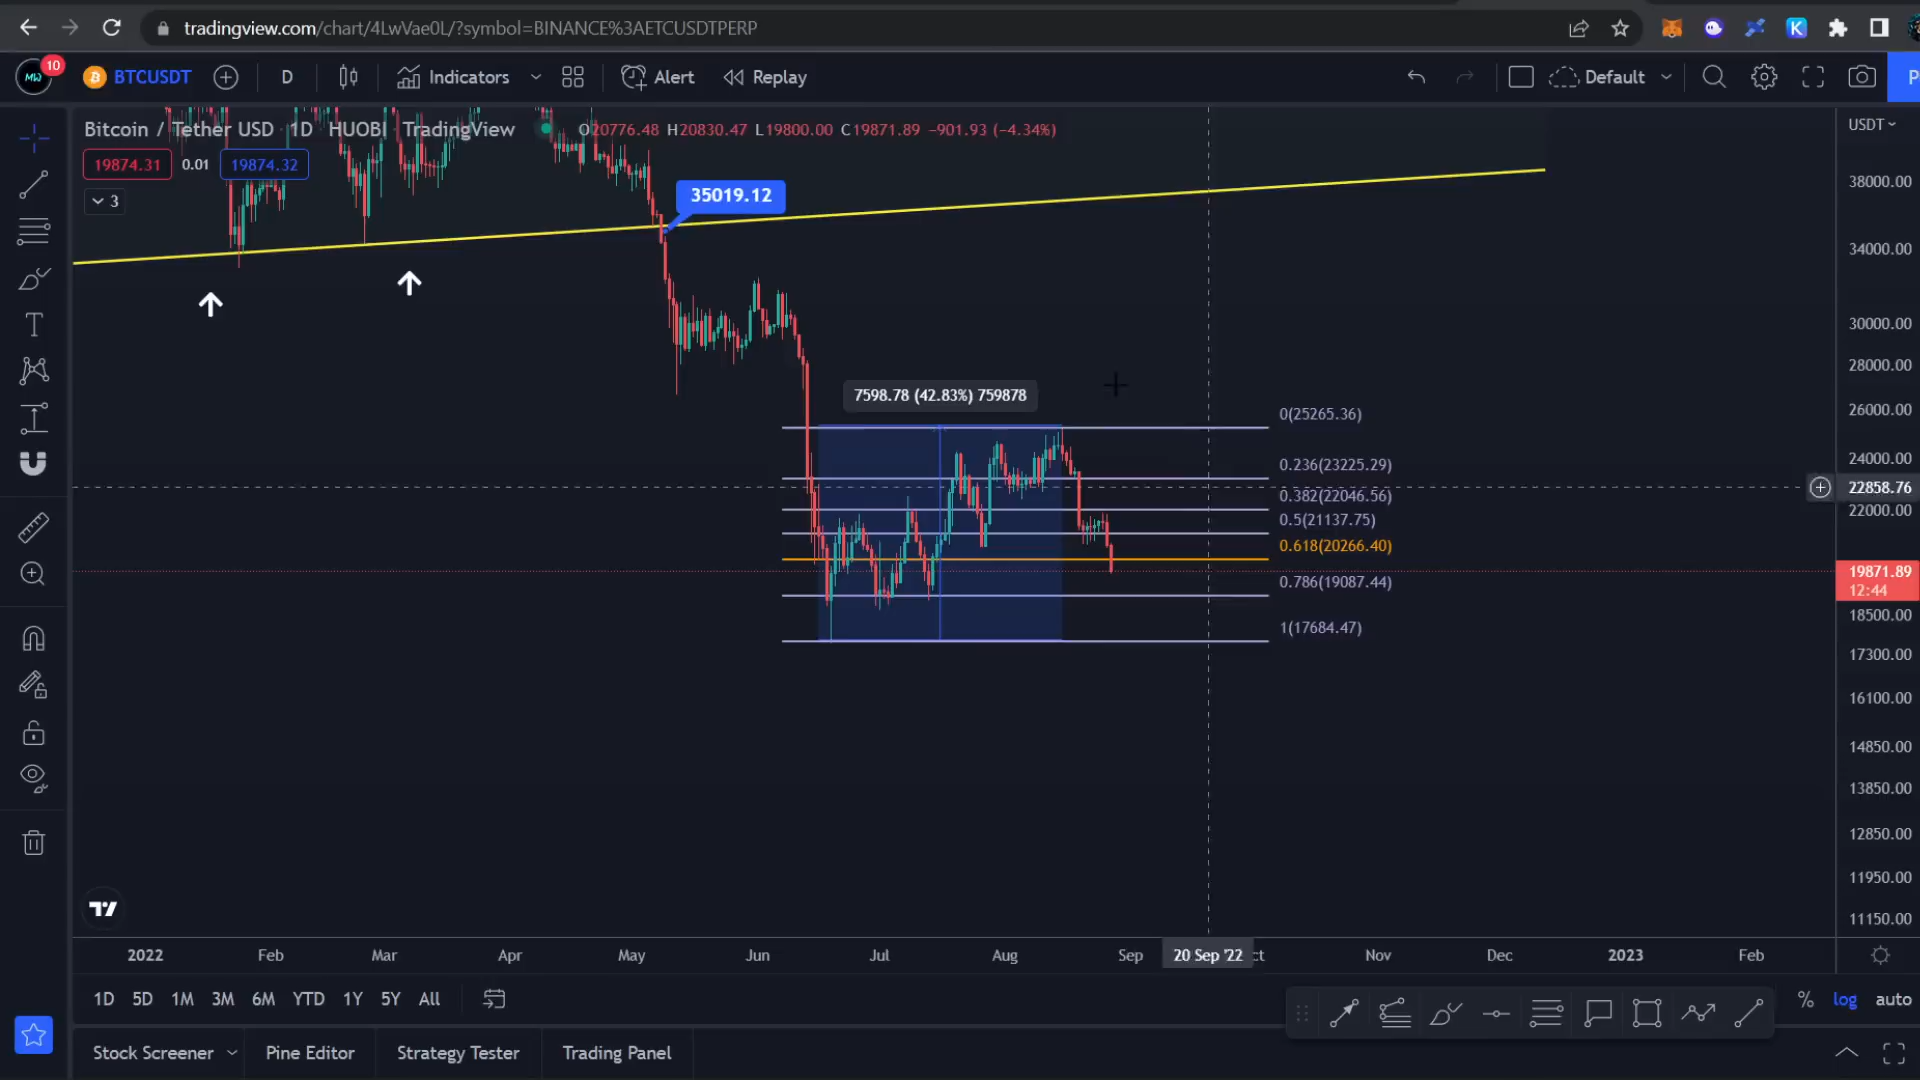 tradingview.com/chart/4LwVae0L/?symbol=BINANCE%3AETCUSDTPERP
MW 10 BTCUSDT D Indicators Alert Replay Default P
Bitcoin / Tether USD · 1D · HUOBI · TradingView O20776.48 H20830.47 L19800.00 C19871.89 −901.93 (−4.34%)
USDT
19874.31 0.01 19874.32
3
35019.12
7598.78 (42.83%) 759878
0(25265.36)
0.236(23225.29)
0.382(22046.56)
0.5(21137.75)
0.618(20266.40)
0.786(19087.44)
1(17684.47)
38000.00
34000.00
30000.00
28000.00
26000.00
24000.00
22858.76
22000.00
19871.89
12:44
18500.00
17300.00
16100.00
14850.00
13850.00
12850.00
11950.00
11150.00
2022 Feb Mar Apr May Jun Jul Aug Sep 20 Sep '22 ct Nov Dec 2023 Feb
1D 5D 1M 3M 6M YTD 1Y 5Y All
% log auto
Stock Screener Pine Editor Strategy Tester Trading Panel